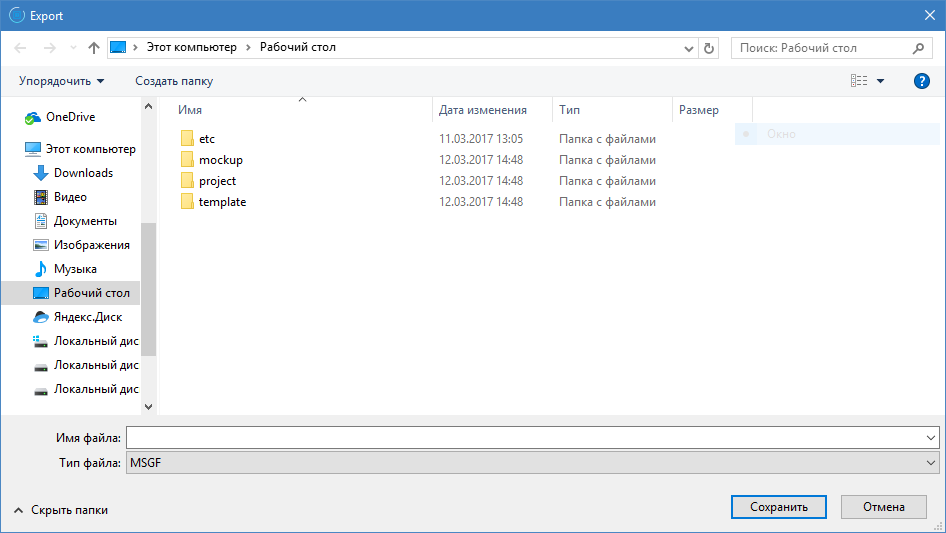 Export
Этот компьютер Рабочий стол
Поиск: Рабочий стол
Упорядочить Создать папку
Имя Дата изменения Тип Размер
OneDrive
Этот компьютер
Downloads
Видео
Документы
Изображения
Музыка
Рабочий стол
Яндекс.Диск
Локальный дис
Локальный дис
Локальный дис
etc 11.03.2017 13:05 Папка с файлами
mockup 12.03.2017 14:48 Папка с файлами
project 12.03.2017 14:48 Папка с файлами
template 12.03.2017 14:48 Папка с файлами
Окно
Имя файла:
Тип файла: MSGF
Скрыть папки
Сохранить Отмена